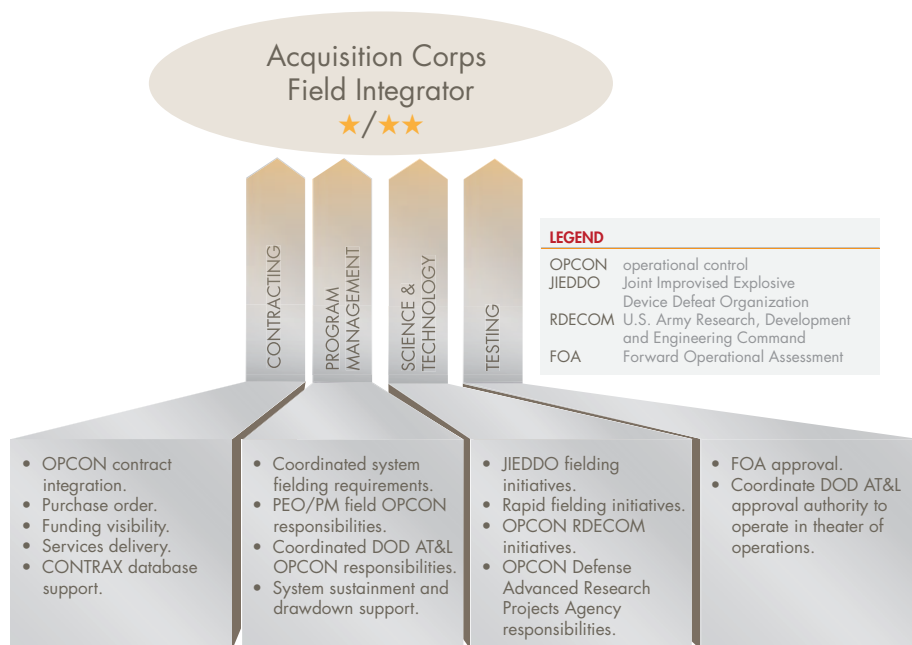 Acquisition Corps
Field Integrator
★/★★
CONTRACTING
PROGRAM
MANAGEMENT
SCIENCE &
TECHNOLOGY
TESTING
LEGEND
OPCON operational control
JIEDDO Joint Improvised Explosive
Device Defeat Organization
RDECOM U.S. Army Research, Development
and Engineering Command
FOA Forward Operational Assessment
• OPCON contract
integration.
• Purchase order.
• Funding visibility.
• Services delivery.
• CONTRAX database
support.
• Coordinated system
fielding requirements.
• PEO/PM field OPCON
responsibilities.
• Coordinated DOD AT&L
OPCON responsibilities.
• System sustainment and
drawdown support.
• JIEDDO fielding
initiatives.
• Rapid fielding initiatives.
• OPCON RDECOM
initiatives.
• OPCON Defense
Advanced Research
Projects Agency
responsibilities.
• FOA approval.
• Coordinate DOD AT&L
approval authority to
operate in theater of
operations.